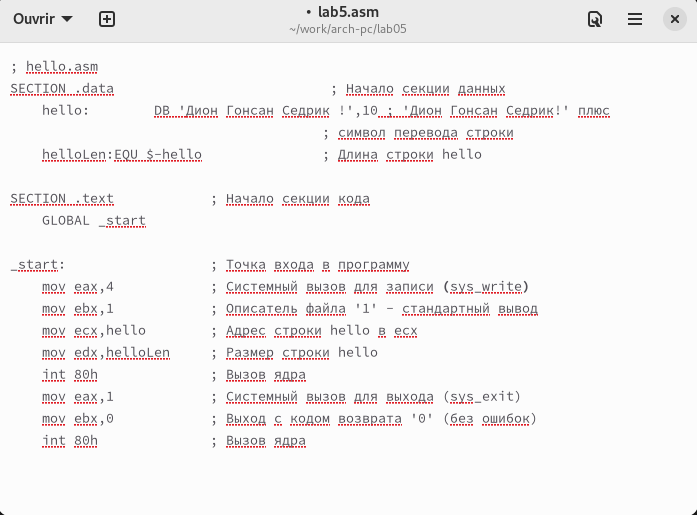 Ouvrir
• lab5.asm
~/work/arch-pc/lab05
; hello.asm
SECTION .data ; Начало секции данных
hello: DB 'Дион Гонсан Седрик !',10 ; 'Дион Гонсан Седрик!' плюс
; символ перевода строки
helloLen:EQU $-hello ; Длина строки hello
SECTION .text ; Начало секции кода
GLOBAL _start
_start: ; Точка входа в программу
mov eax,4 ; Системный вызов для записи (sys_write)
mov ebx,1 ; Описатель файла '1' - стандартный вывод
mov ecx,hello ; Адрес строки hello в ecx
mov edx,helloLen ; Размер строки hello
int 80h ; Вызов ядра
mov eax,1 ; Системный вызов для выхода (sys_exit)
mov ebx,0 ; Выход с кодом возврата '0' (без ошибок)
int 80h ; Вызов ядра